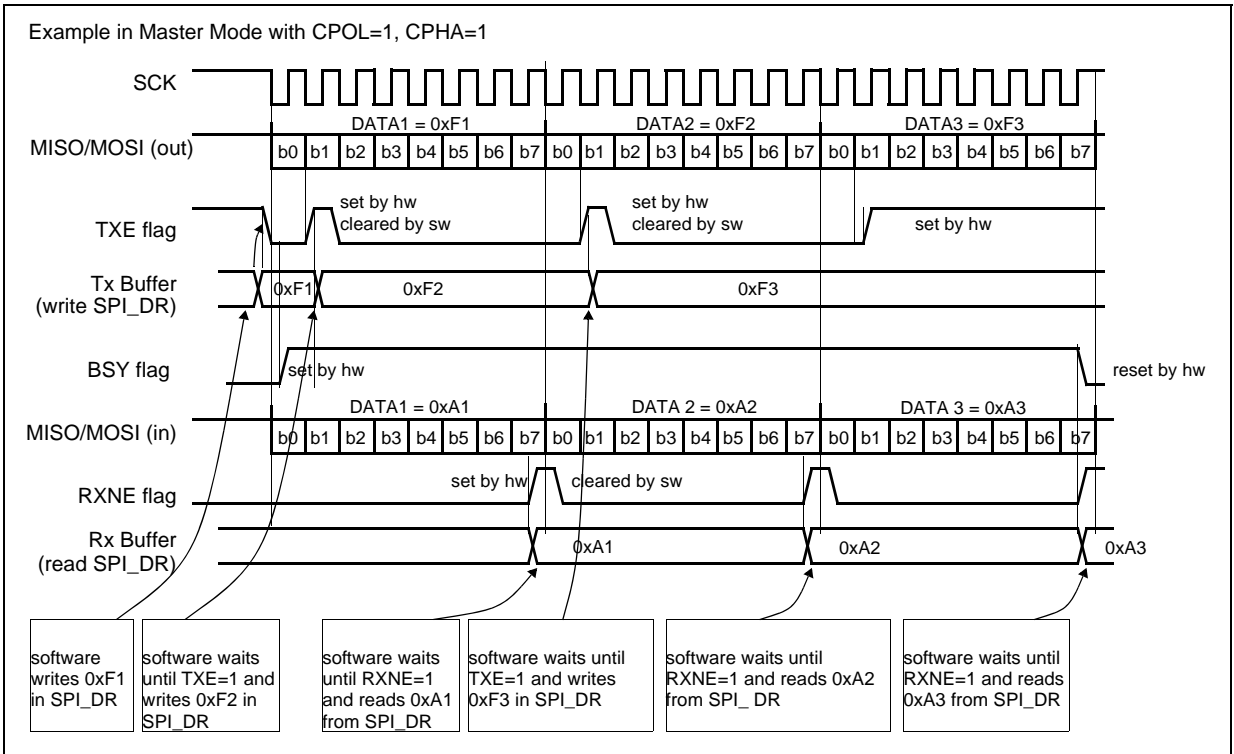 Example in Master Mode with CPOL=1, CPHA=1
SCK
DATA1 = 0xF1
DATA2 = 0xF2
DATA3 = 0xF3
MISO/MOSI (out)
b0 b1 b2 b3 b4 b5 b6 b7 b0 b1 b2 b3 b4 b5 b6 b7 b0 b1 b2 b3 b4 b5 b6 b7
TXE flag
set by hw
cleared by sw
set by hw
cleared by sw
set by hw
Tx Buffer
(write SPI_DR)
0xF1
0xF2
0xF3
BSY flag
set by hw
reset by hw
DATA1 = 0xA1
DATA 2 = 0xA2
DATA 3 = 0xA3
MISO/MOSI (in)
b0 b1 b2 b3 b4 b5 b6 b7 b0 b1 b2 b3 b4 b5 b6 b7 b0 b1 b2 b3 b4 b5 b6 b7
RXNE flag
set by hw
cleared by sw
Rx Buffer
(read SPI_DR)
0xA1
0xA2
0xA3
software
writes 0xF1
in SPI_DR
software waits
until TXE=1 and
writes 0xF2 in
SPI_DR
software waits
until RXNE=1
and reads 0xA1
from SPI_DR
software waits until
TXE=1 and writes
0xF3 in SPI_DR
software waits until
RXNE=1 and reads 0xA2
from SPI_ DR
software waits until
RXNE=1 and reads
0xA3 from SPI_DR